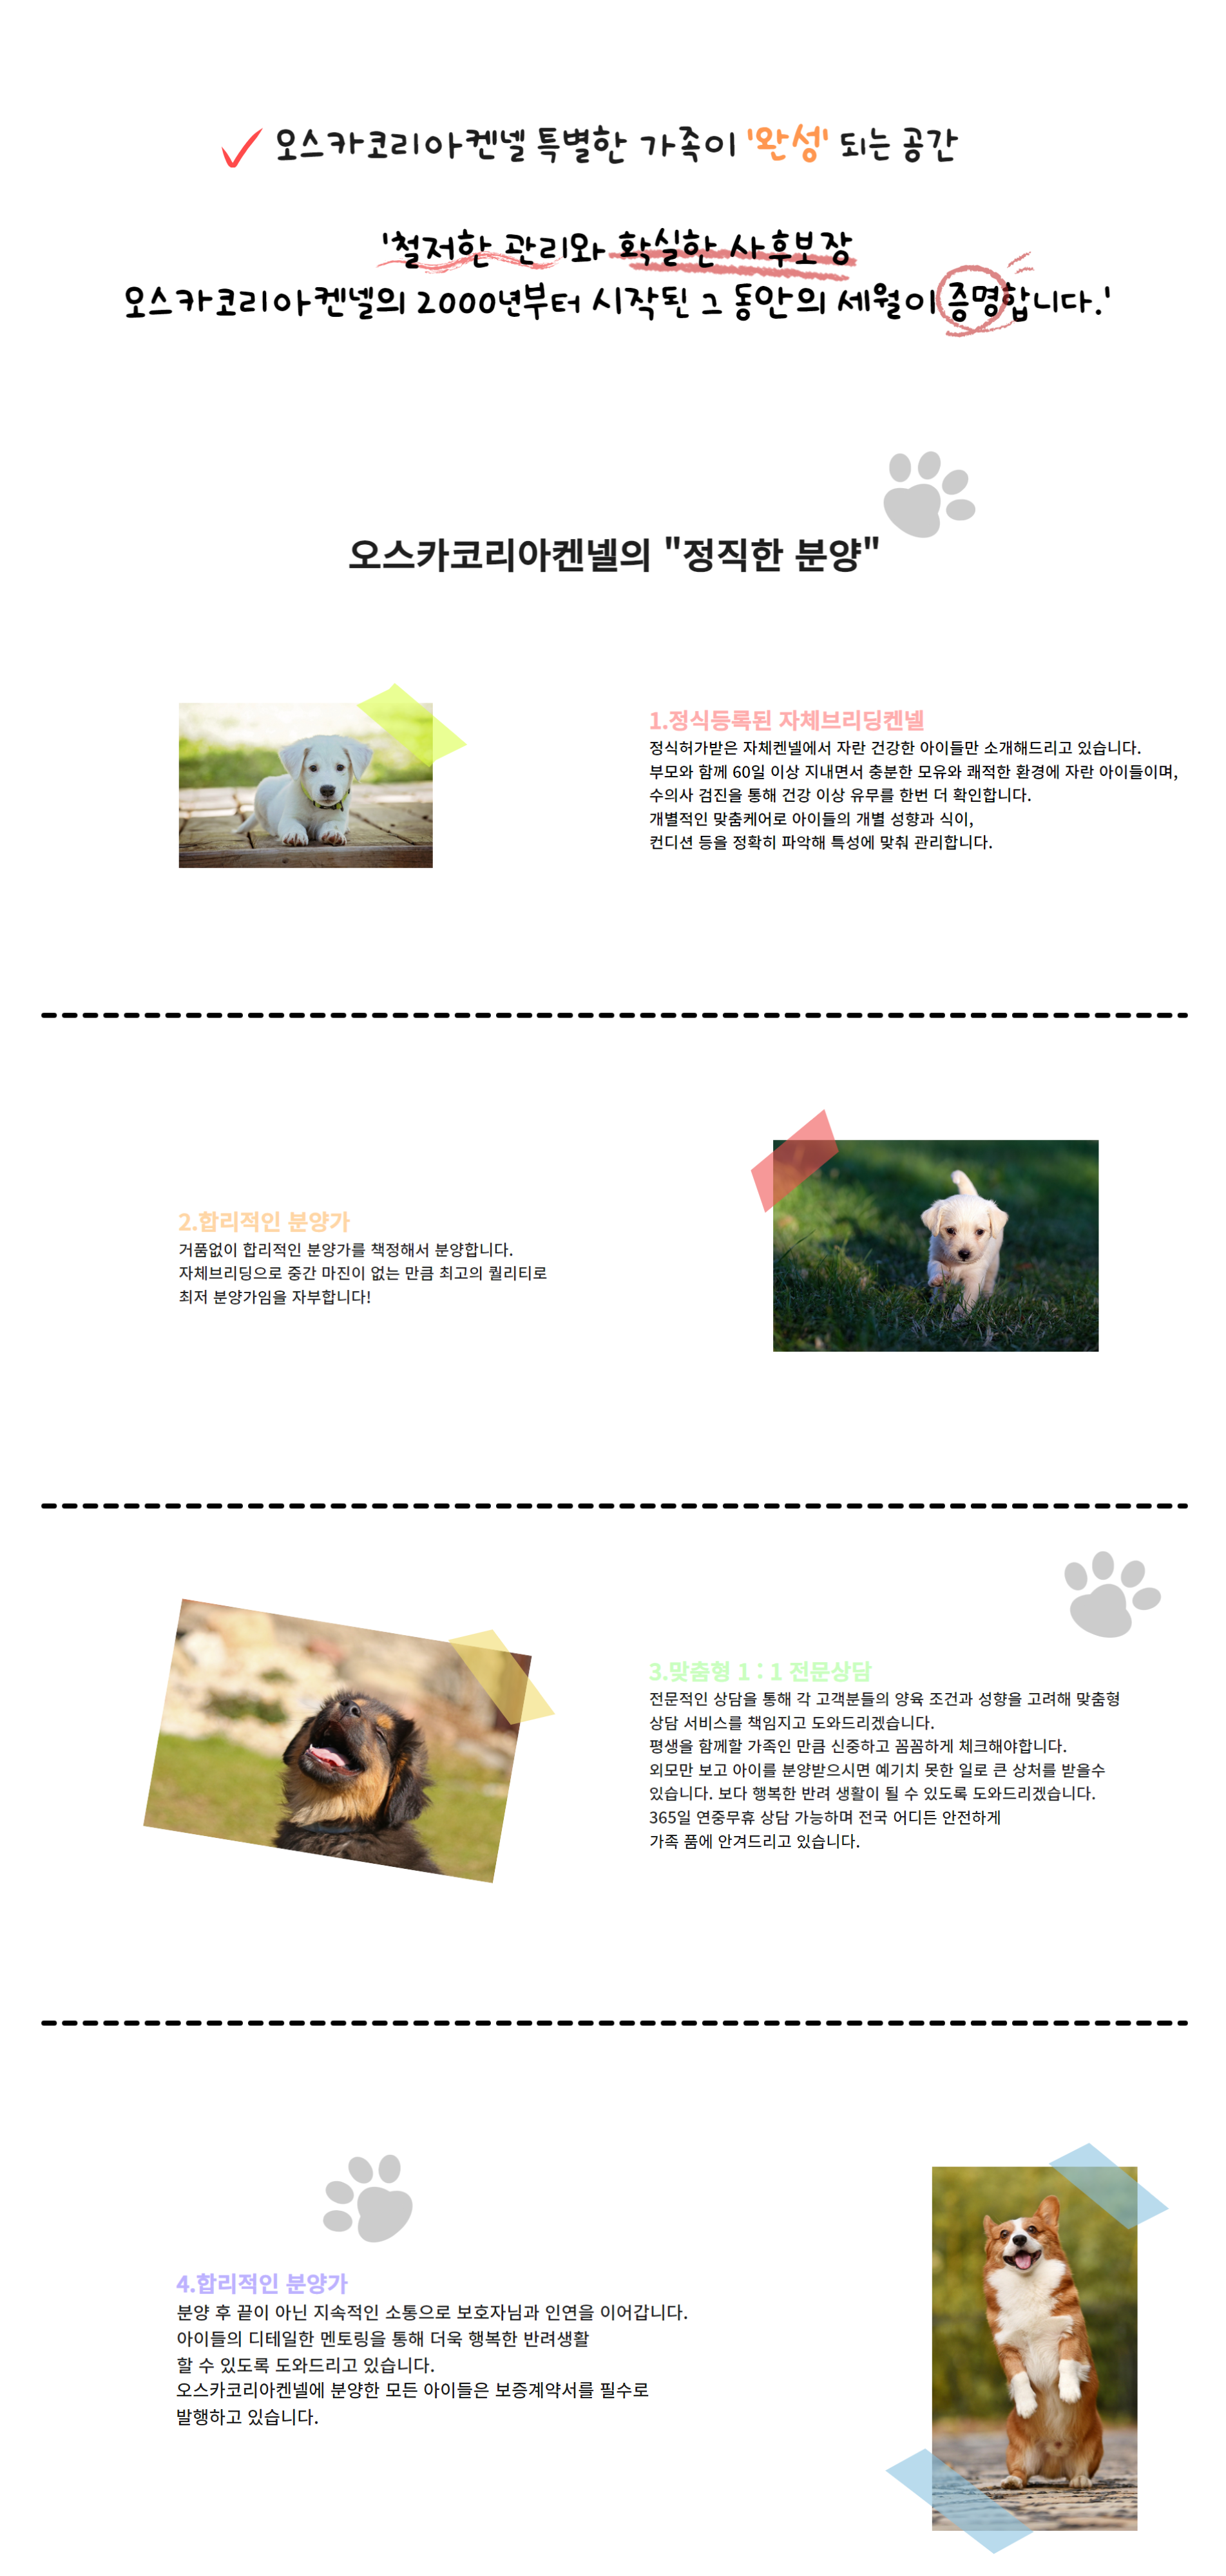 오스카코리아켄넬 특별한 가족이 '완성' 되는 공간
'철저한 관리와 확실한 사후보장
오스카코리아켄넬의 2000년부터 시작된 그 동안의 세월이 증명합니다.'
오스카코리아켄넬의 "정직한 분양"
1.정식등록된 자체브리딩켄넬
정식허가받은 자체켄넬에서 자란 건강한 아이들만 소개해드리고 있습니다.
부모와 함께 60일 이상 지내면서 충분한 모유와 쾌적한 환경에 자란 아이들이며,
수의사 검진을 통해 건강 이상 유무를 한번 더 확인합니다.
개별적인 맞춤케어로 아이들의 개별 성향과 식이,
컨디션 등을 정확히 파악해 특성에 맞춰 관리합니다.
2.합리적인 분양가
거품없이 합리적인 분양가를 책정해서 분양합니다.
자체브리딩으로 중간 마진이 없는 만큼 최고의 퀄리티로
최저 분양가임을 자부합니다!
3.맞춤형 1 : 1 전문상담
전문적인 상담을 통해 각 고객분들의 양육 조건과 성향을 고려해 맞춤형
상담 서비스를 책임지고 도와드리겠습니다.
평생을 함께할 가족인 만큼 신중하고 꼼꼼하게 체크해야합니다.
외모만 보고 아이를 분양받으시면 예기치 못한 일로 큰 상처를 받을수
있습니다. 보다 행복한 반려 생활이 될 수 있도록 도와드리겠습니다.
365일 연중무휴 상담 가능하며 전국 어디든 안전하게
가족 품에 안겨드리고 있습니다.
4.합리적인 분양가
분양 후 끝이 아닌 지속적인 소통으로 보호자님과 인연을 이어갑니다.
아이들의 디테일한 멘토링을 통해 더욱 행복한 반려생활
할 수 있도록 도와드리고 있습니다.
오스카코리아켄넬에 분양한 모든 아이들은 보증계약서를 필수로
발행하고 있습니다.